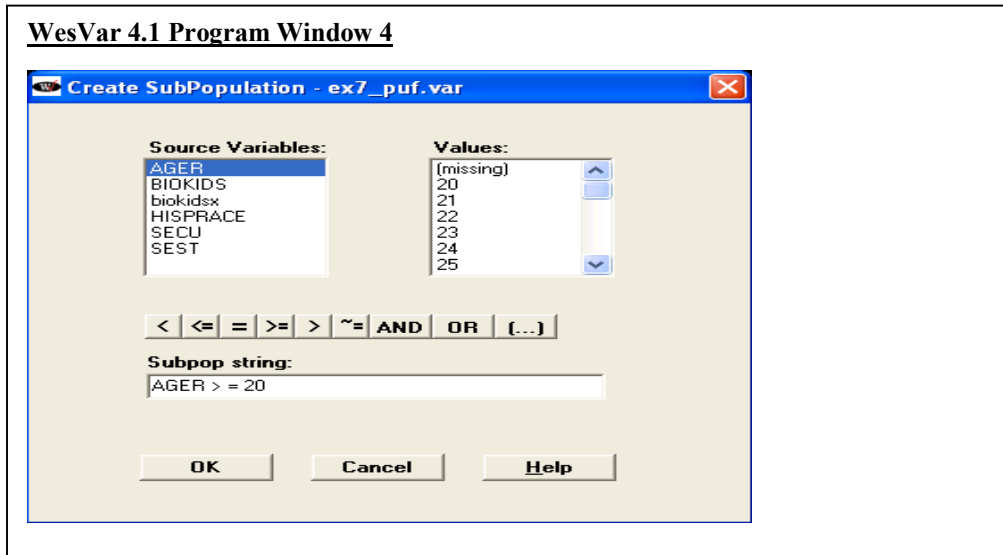 WesVar 4.1 Program Window 4
W Create SubPopulation - ex7_puf.var
Source Variables: Values:
AGER (missing)
BIOKIDS 20
biokidsx 21
HISPRACE 22
SECU 23
SEST 24
25
< <= = >= > ~= AND OR (...)
Subpop string:
AGER > = 20
OK Cancel Help